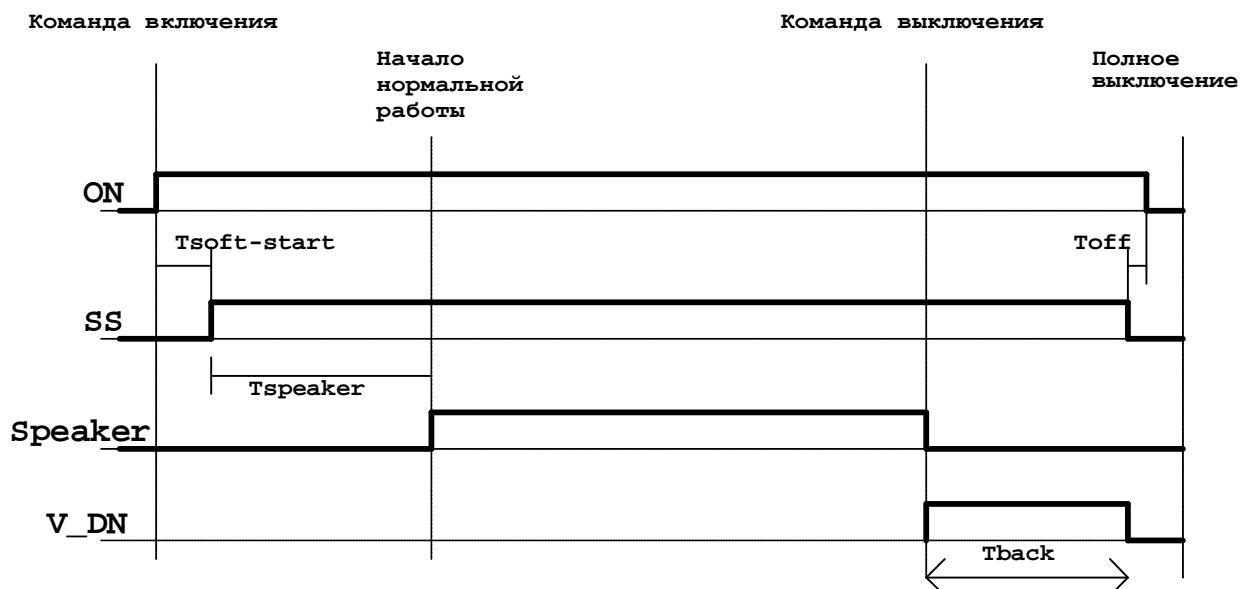 Команда включения
Команда выключения
Начало
нормальной
работы
Полное
выключение
ON
Tsoft-start
Toff
SS
Tspeaker
Speaker
V_DN
Tback